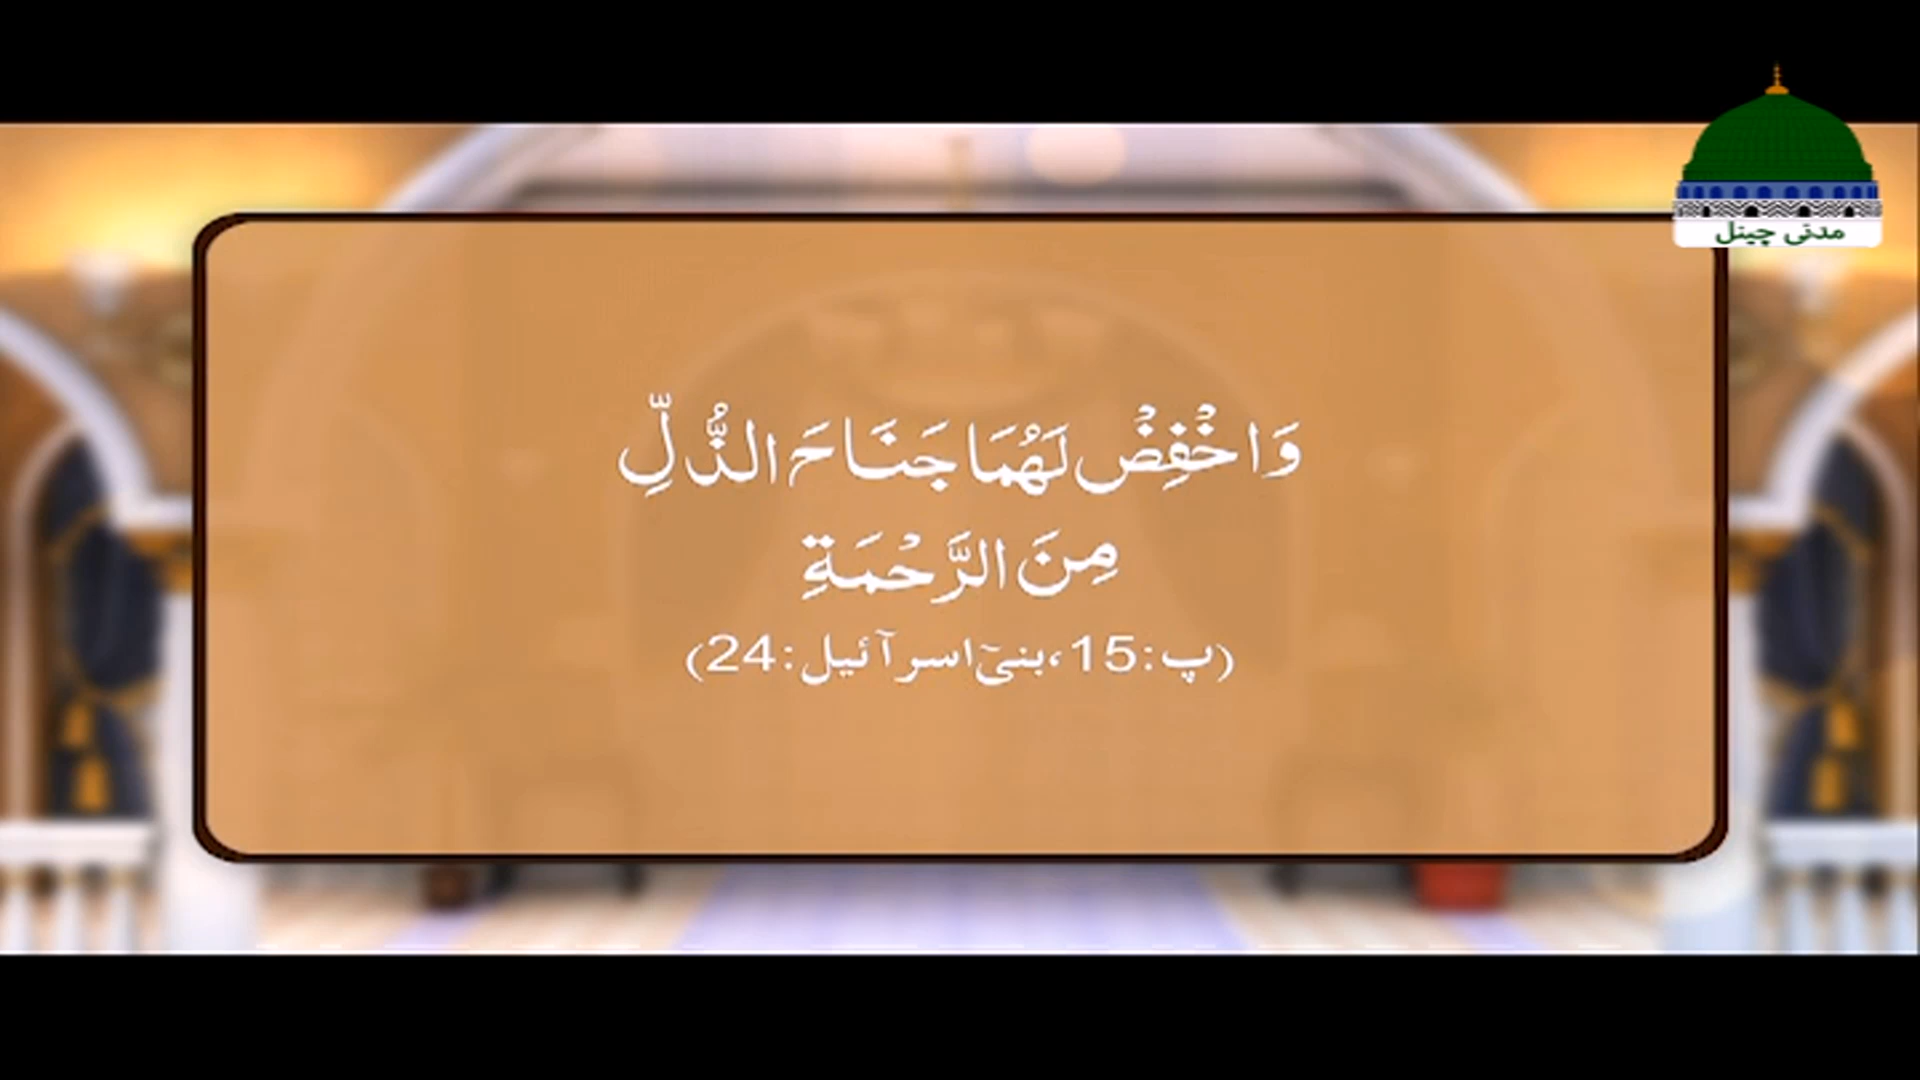 مدنی چینل
وَاخْفِضْ لَهُمَا جَنَاحَ الذُّلِّ
مِنَ الرَّحْمَةِ
(پ:15، بنیٓ اسرآئیل:24)